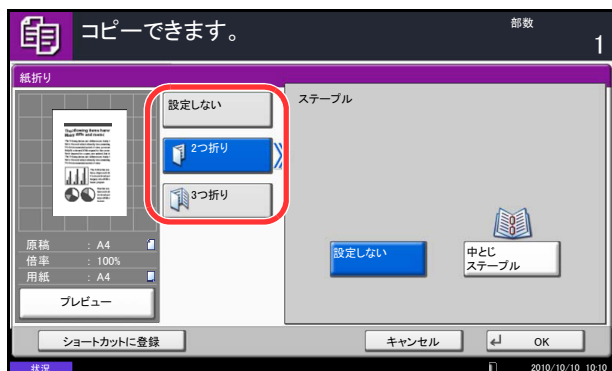 コピーできます。
部数
1
紙折り
設定しない
2つ折り
3つ折り
ステープル
設定しない
中とじ
ステープル
原稿 : A4
倍率 : 100%
用紙 : A4
プレビュー
ショートカットに登録
キャンセル
OK
状況
2010/10/10 10:10